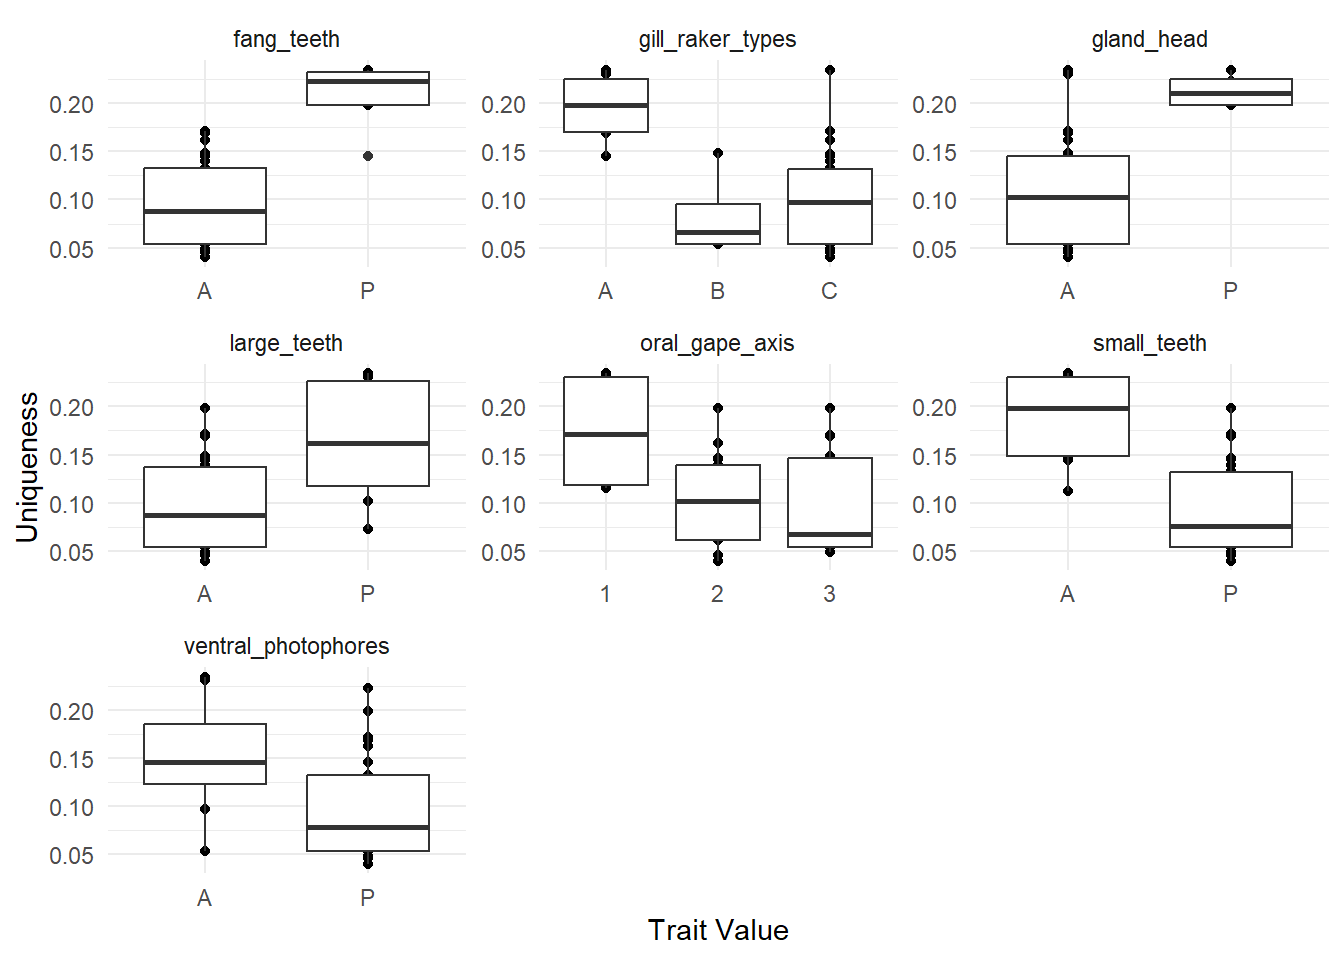 fang_teeth gill_raker_types gland_head
0.20 0.20 0.20
0.15 0.15 0.15
0.10 0.10 0.10
0.05 0.05 0.05
A P A B C A P
large_teeth oral_gape_axis small_teeth
Uniqueness
0.20 0.20 0.20
0.15 0.15 0.15
0.10 0.10 0.10
0.05 0.05 0.05
A P 1 2 3 A P
ventral_photophores
0.20
0.15
0.10
0.05
A P
Trait Value